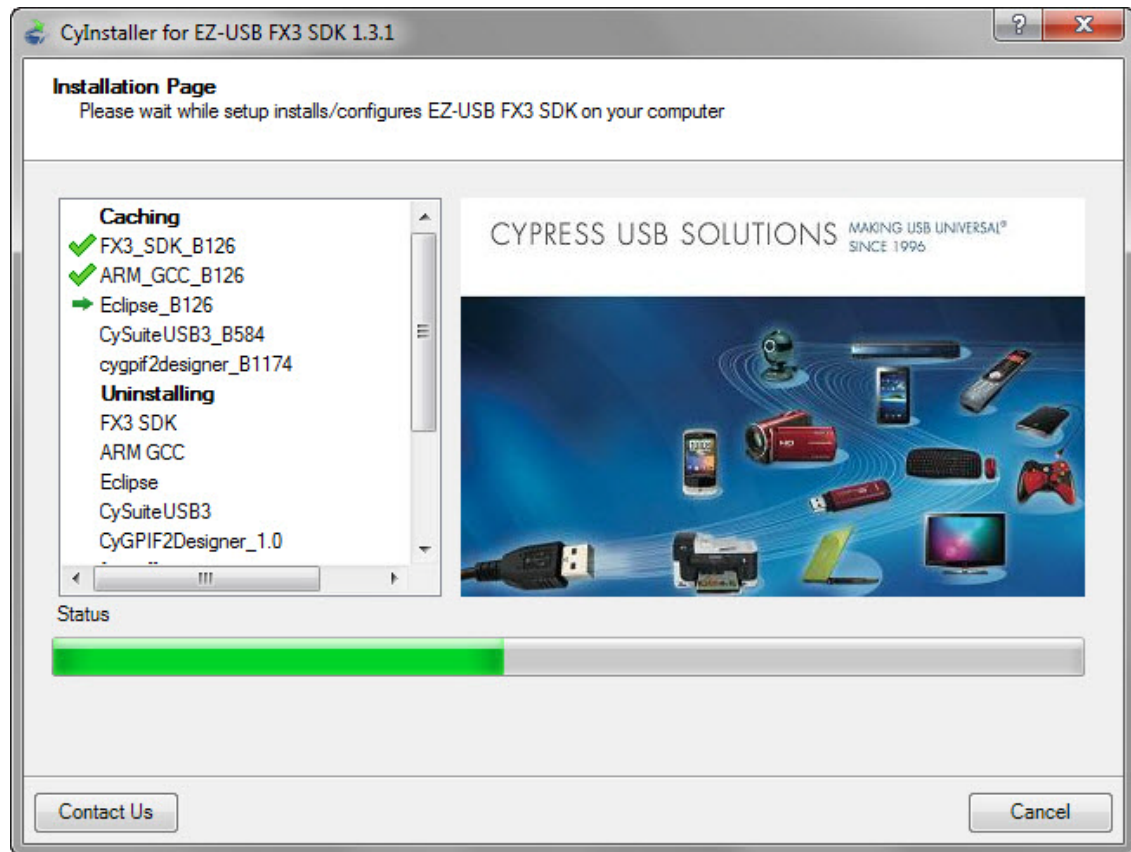 CyInstaller for EZ-USB FX3 SDK 1.3.1
Installation Page
Please wait while setup installs/configures EZ-USB FX3 SDK on your computer
Caching
FX3_SDK_B126
ARM_GCC_B126
Eclipse_B126
CySuiteUSB3_B584
cygpif2designer_B1174
Uninstalling
FX3 SDK
ARM GCC
Eclipse
CySuiteUSB3
CyGPIF2Designer_1.0
CYPRESS USB SOLUTIONS
MAKING USB UNIVERSAL®
SINCE 1996
Status
Contact Us
Cancel